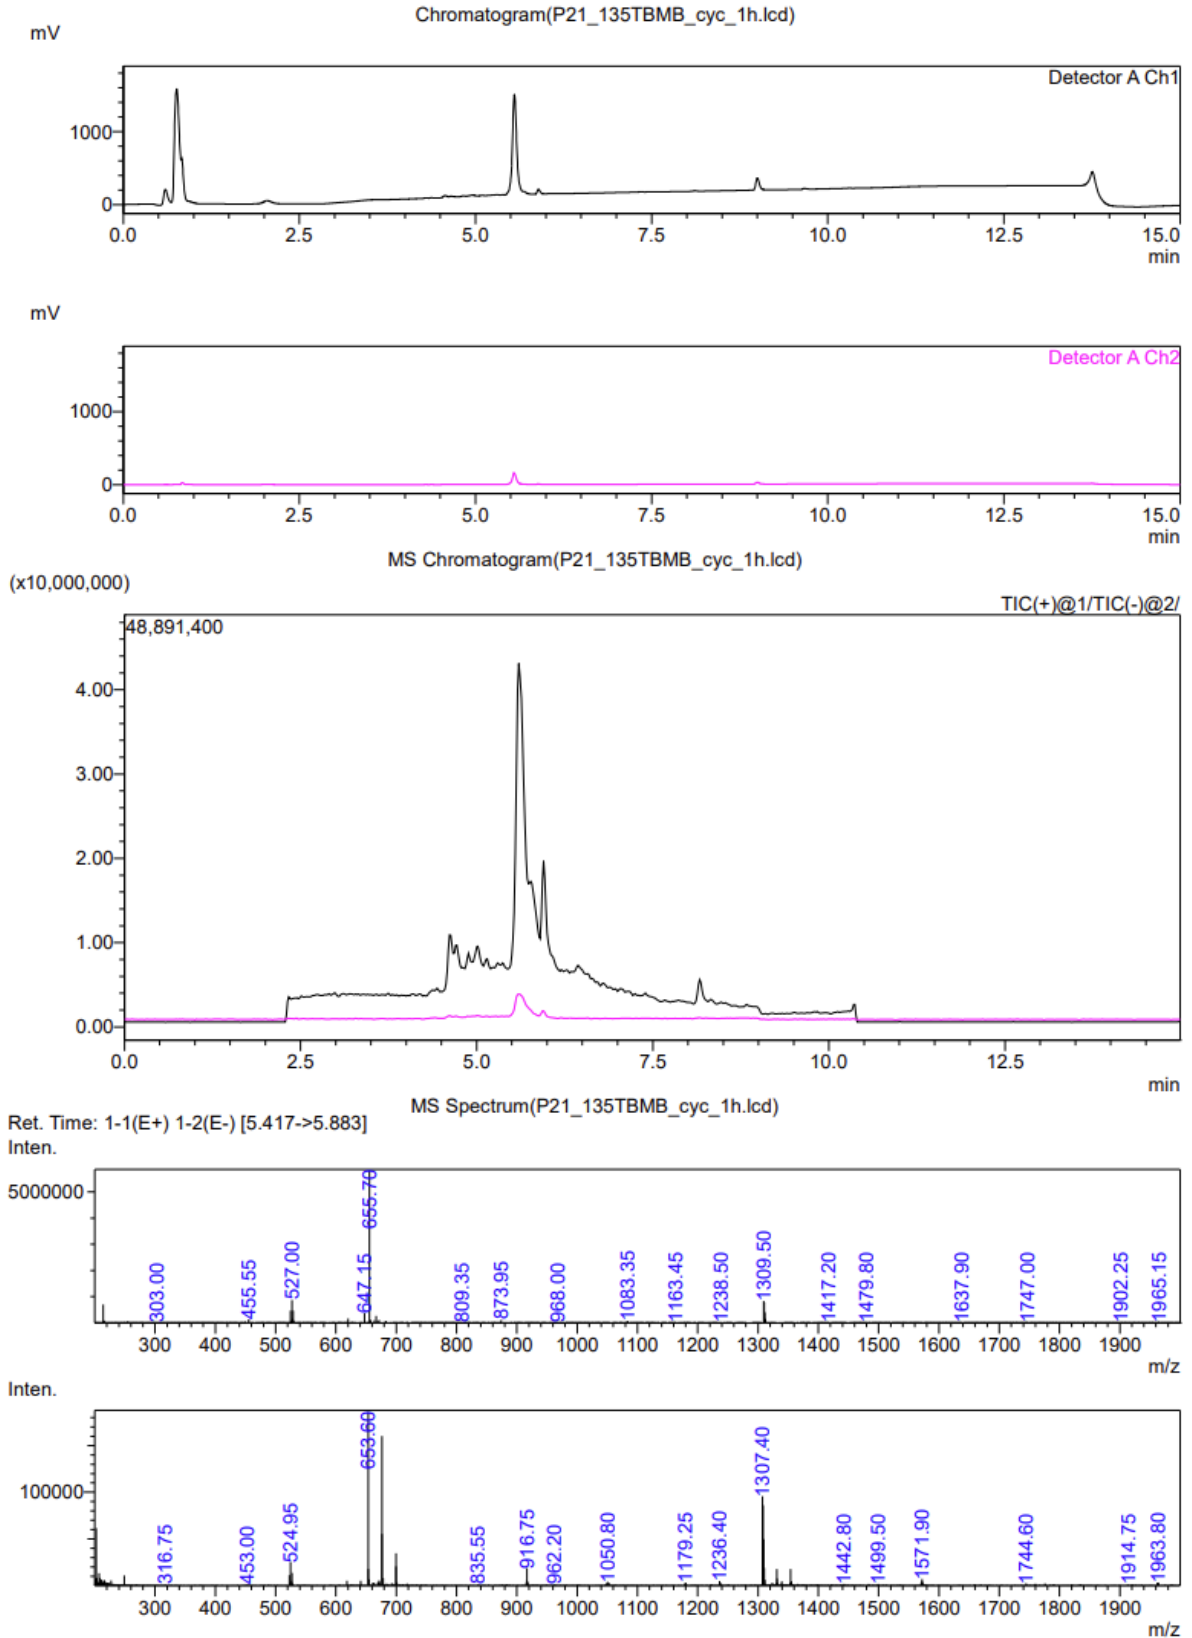 Chromatogram(P21_135TBMB_cyc_1h.lcd)
mV
Detector A Ch1
1000
0
0.0 2.5 5.0 7.5 10.0 12.5 15.0
min
mV
Detector A Ch2
1000
0
0.0 2.5 5.0 7.5 10.0 12.5 15.0
min
MS Chromatogram(P21_135TBMB_cyc_1h.lcd)
(x10,000,000)
TIC(+)@1/TIC(-)@2/
48,891,400
4.00
3.00
2.00
1.00
0.00
0.0 2.5 5.0 7.5 10.0 12.5
min
MS Spectrum(P21_135TBMB_cyc_1h.lcd)
Ret. Time: 1-1(E+) 1-2(E-) [5.417->5.883]
Inten.
5000000
303.00 455.55 527.00 647.15 655.70 809.35 873.95 968.00 1083.35 1163.45 1238.50 1309.50 1417.20 1479.80 1637.90 1747.00 1902.25 1965.15
300 400 500 600 700 800 900 1000 1100 1200 1300 1400 1500 1600 1700 1800 1900
m/z
Inten.
100000
316.75 453.00 524.95 653.60 835.55 916.75 962.20 1050.80 1179.25 1236.40 1307.40 1442.80 1499.50 1571.90 1744.60 1914.75 1963.80
300 400 500 600 700 800 900 1000 1100 1200 1300 1400 1500 1600 1700 1800 1900
m/z